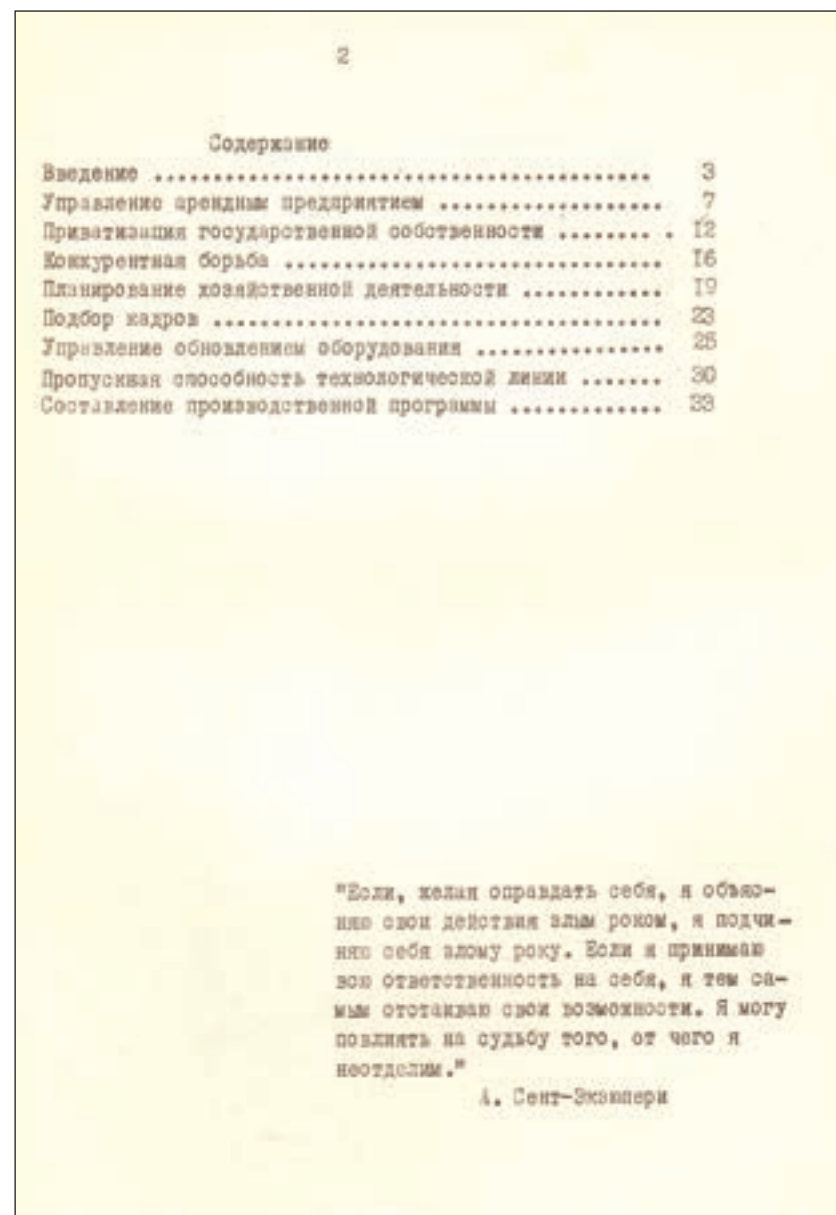 2
Содержание
Введение .......................................... 3
Управление арендным предприятием ................... 7
Приватизация государственной собственности ........ . I2
Конкурентная борьба ................................ I6
Планирование хозяйственной деятельности ............ I9
Подбор кадров ...................................... 23
Управление обновлением оборудования ................ 25
Пропускная способность технологической линии ....... 30
Составление производственной программы ............. 33
"Если, желая оправдать себя, я объяс-
няю свои действия злым роком, я подчи-
няю себя злому року. Если я принимаю
всю ответственность на себя, я тем са-
мым отстаиваю свои возможности. Я могу
повлиять на судьбу того, от чего я
неотделим."
А. Сент-Экзюпери